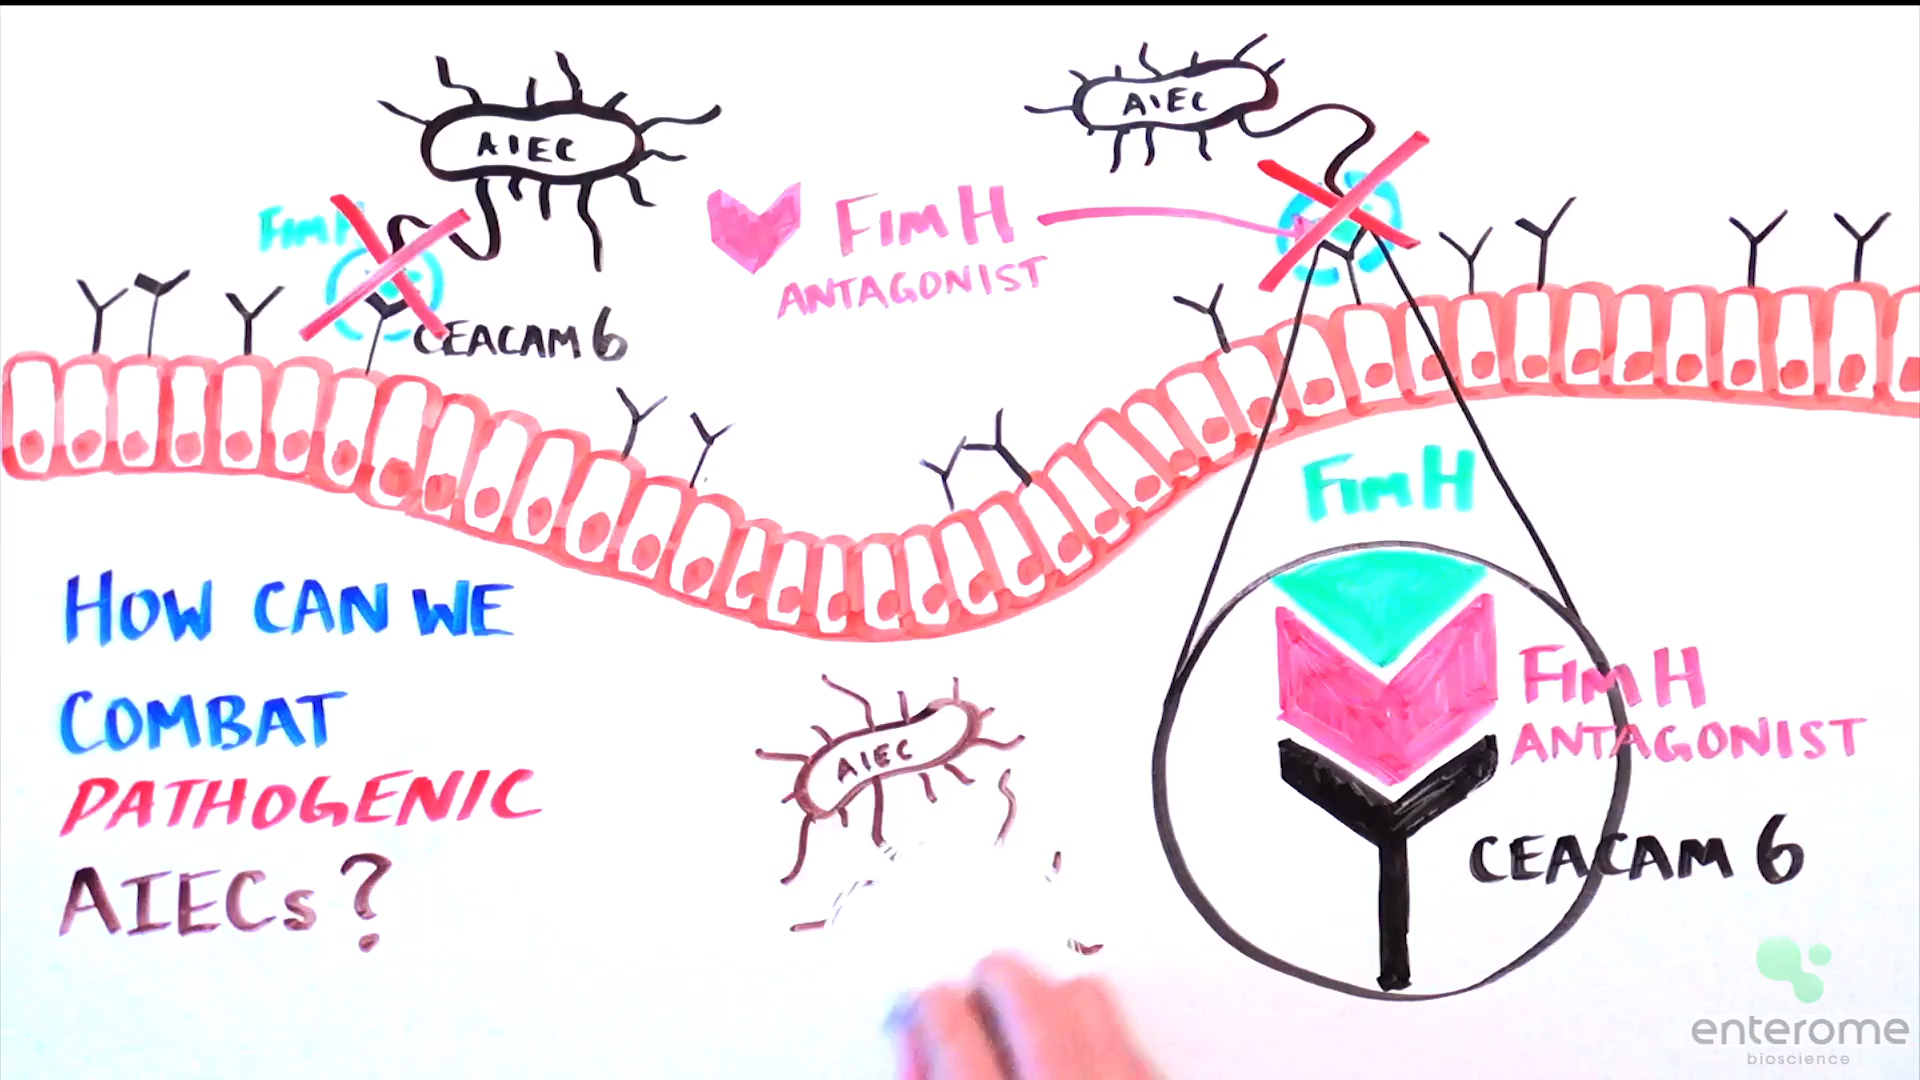 AIEC
AIEC
FimH
FimH
ANTAGONIST
CEACAM 6
FimH
HOW CAN WE
COMBAT
PATHOGENIC
AIECs?
AIEC
FimH
ANTAGONIST
CEACAM 6
enterome
bioscience